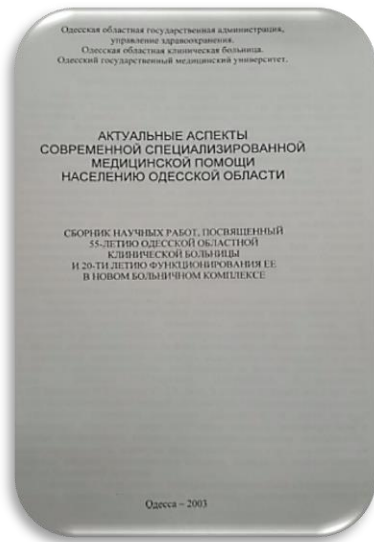 Одесская областная государственная администрация,
управление здравоохранения.
Одесская областная клиническая больница.
Одесский государственный медицинский университет.
АКТУАЛЬНЫЕ АСПЕКТЫ
СОВРЕМЕННОЙ СПЕЦИАЛИЗИРОВАННОЙ
МЕДИЦИНСКОЙ ПОМОЩИ
НАСЕЛЕНИЮ ОДЕССКОЙ ОБЛАСТИ
СБОРНИК НАУЧНЫХ РАБОТ, ПОСВЯЩЕННЫЙ
55-ЛЕТИЮ ОДЕССКОЙ ОБЛАСТНОЙ
КЛИНИЧЕСКОЙ БОЛЬНИЦЫ
И 20-ТИ ЛЕТИЮ ФУНКЦИОНИРОВАНИЯ ЕЕ
В НОВОМ БОЛЬНИЧНОМ КОМПЛЕКСЕ
Одесса – 2003